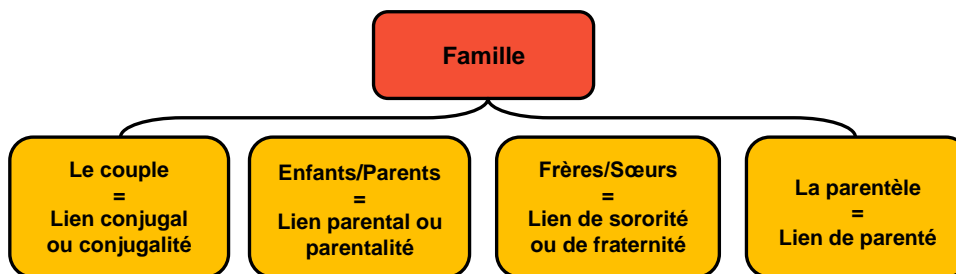 Famille
Le couple
=
Lien conjugal
ou conjugalité
Enfants/Parents
=
Lien parental ou
parentalité
Frères/Sœurs
=
Lien de sororité
ou de fraternité
La parentèle
=
Lien de parenté